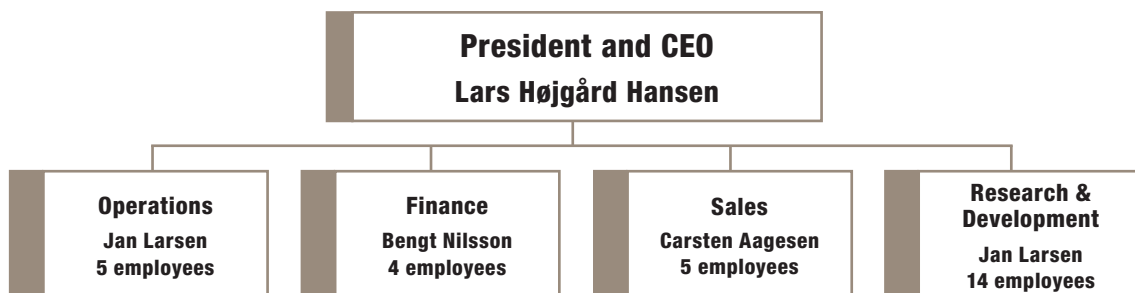 President and CEO
Lars Højgård Hansen
Operations
Jan Larsen
5 employees
Finance
Bengt Nilsson
4 employees
Sales
Carsten Aagesen
5 employees
Research &
Development
Jan Larsen
14 employees